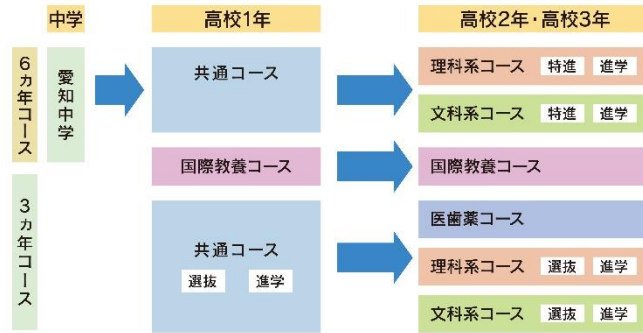 中学
高校1年
高校2年・高校3年
6ヵ年コース
愛知中学
共通コース
理科系コース 特進 進学
文科系コース 特進 進学
国際教養コース
国際教養コース
3ヵ年コース
共通コース
選抜 進学
医歯薬コース
理科系コース 選抜 進学
文科系コース 選抜 進学